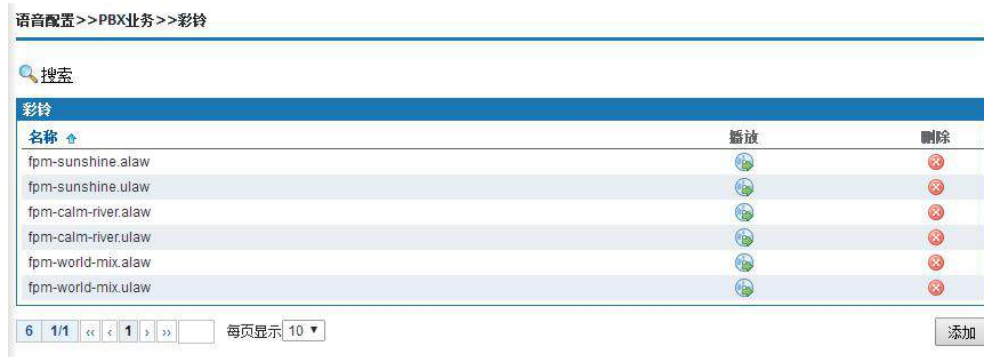 语音配置>>PBX业务>>彩铃
搜索
彩铃
名称 播放 删除
fpm-sunshine.alaw
fpm-sunshine.ulaw
fpm-calm-river.alaw
fpm-calm-river.ulaw
fpm-world-mix.alaw
fpm-world-mix.ulaw
6 1/1 ‹‹ ‹ 1 › ›› 每页显示 10 添加